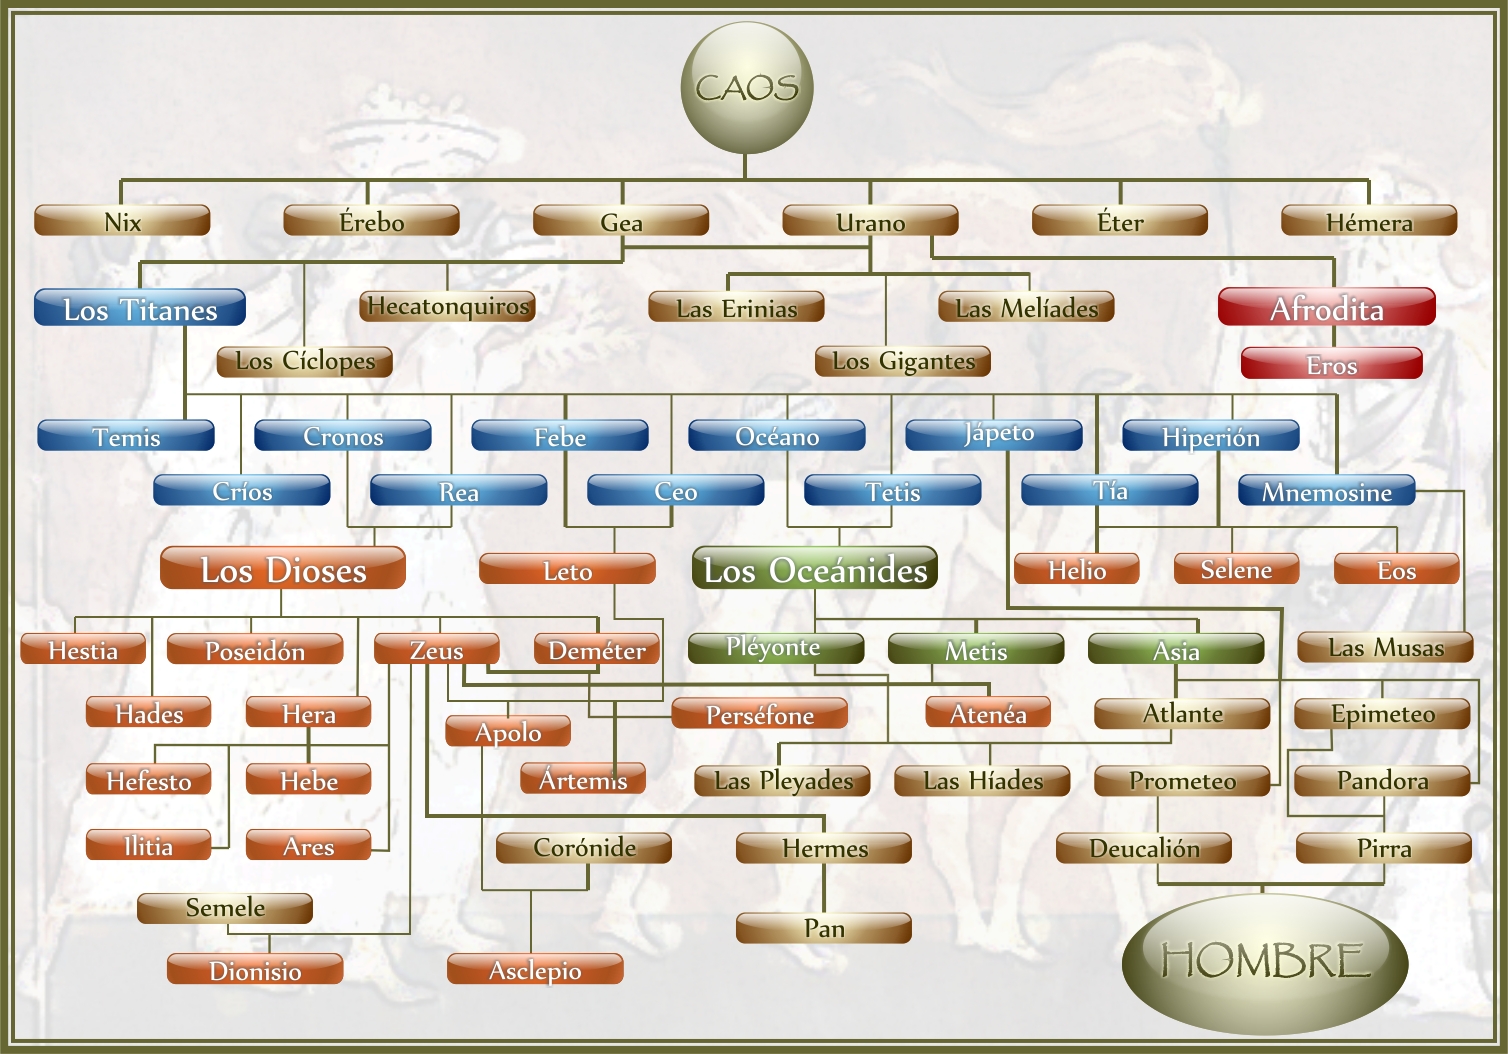 CAOS
Nix
Érebo
Gea
Urano
Éter
Hémera
Los Titanes
Hecatonquiros
Las Erinias
Las Melíades
Afrodita
Los Cíclopes
Los Gigantes
Eros
Temis
Cronos
Febe
Océano
Jápeto
Hiperión
Críos
Rea
Ceo
Tetis
Tía
Mnemosine
Los Dioses
Leto
Los Oceánides
Helio
Selene
Eos
Hestia
Poseidón
Zeus
Deméter
Pléyonte
Metis
Asia
Las Musas
Hades
Hera
Apolo
Perséfone
Atenéa
Atlante
Epimeteo
Hefesto
Hebe
Ártemis
Las Pleyades
Las Híades
Prometeo
Pandora
Ilitia
Ares
Corónide
Hermes
Deucalión
Pirra
Semele
Pan
Dionisio
Asclepio
HOMBRE